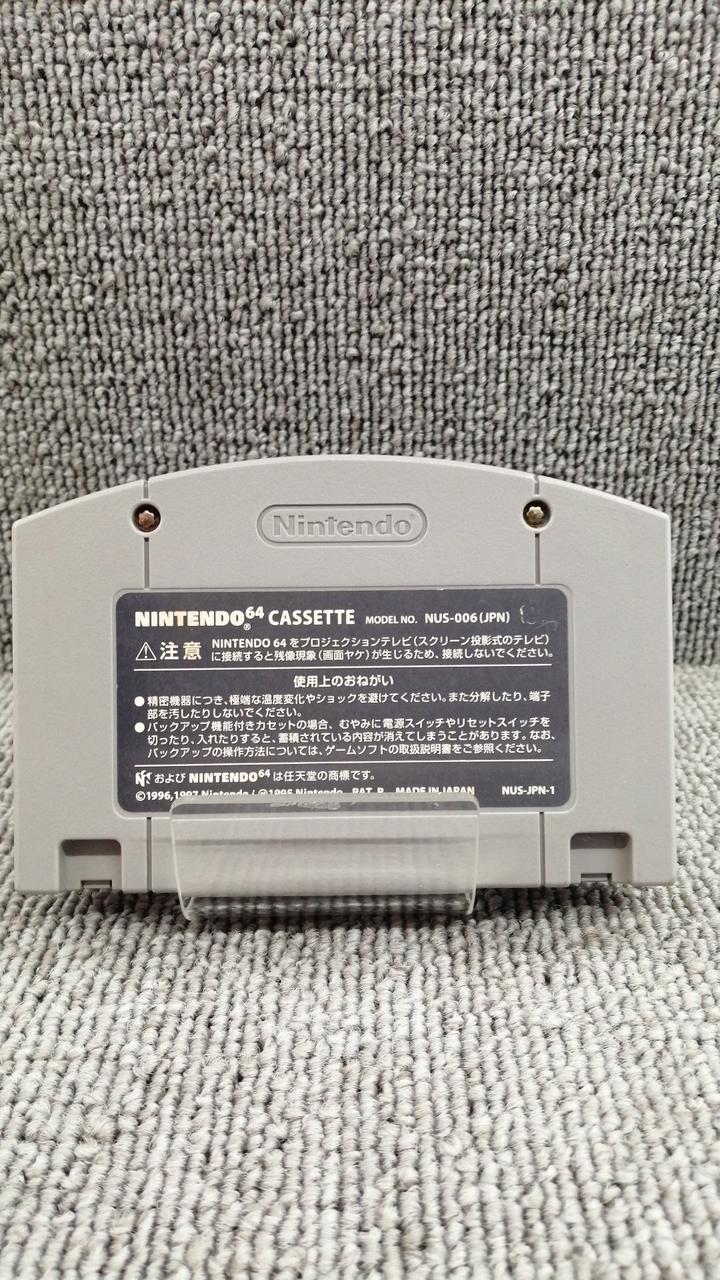 Nintendo®
NINTENDO64® CASSETTE MODEL NO. NUS-006(JPN)
⚠注意 NINTENDO 64 をプロジェクションテレビ(スクリーン投影式のテレビ)
に接続すると残像現象(画面ヤケ)が生じるため、接続しないでください。
使用上のおねがい
●精密機器につき、極端な温度変化やショックを避けてください。また分解したり、端子
部を汚したりしないでください。
●バックアップ機能付きカセットの場合、むやみに電源スイッチやリセットスイッチを
切ったり、入れたりすると、蓄積されている内容が消えてしまうことがあります。なお、
バックアップの操作方法については、ゲームソフトの取扱説明書をご参照ください。
および NINTENDO64 は任天堂の商標です。
©1996,1997 Nintendo / @1995 Nintendo PAT. P. MADE IN JAPAN NUS-JPN-1